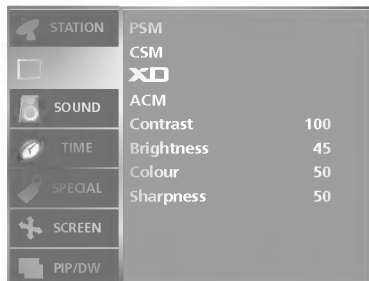 STATION
SOUND
TIME
SPECIAL
SCREEN
PIP/DW
PSM
CSM
XD
ACM
Contrast 100
Brightness 45
Colour 50
Sharpness 50